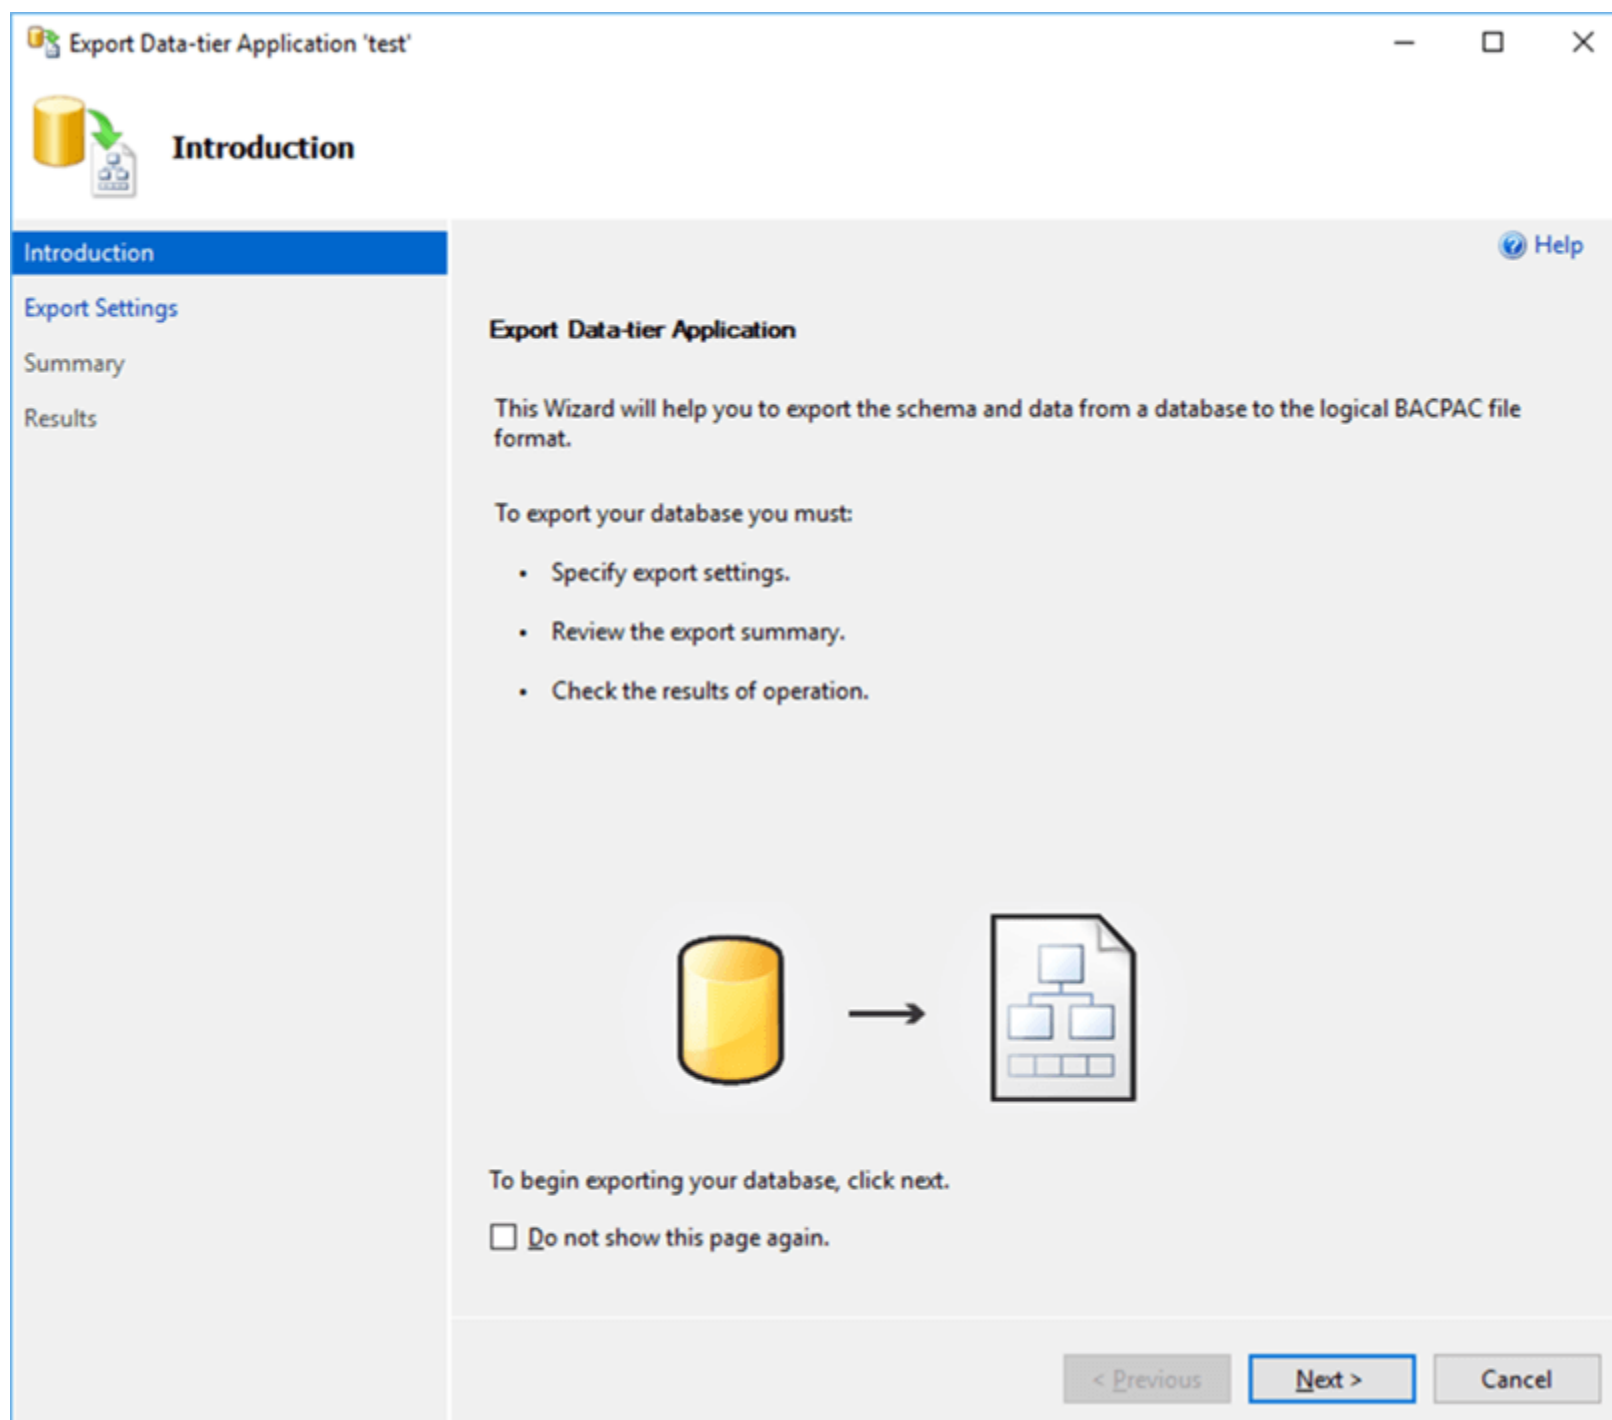 Export Data-tier Application 'test'
Introduction
Introduction
Export Settings
Summary
Results
Help
Export Data-tier Application
This Wizard will help you to export the schema and data from a database to the logical BACPAC file
format.
To export your database you must:
• Specify export settings.
• Review the export summary.
• Check the results of operation.
To begin exporting your database, click next.
Do not show this page again.
< Previous
Next >
Cancel